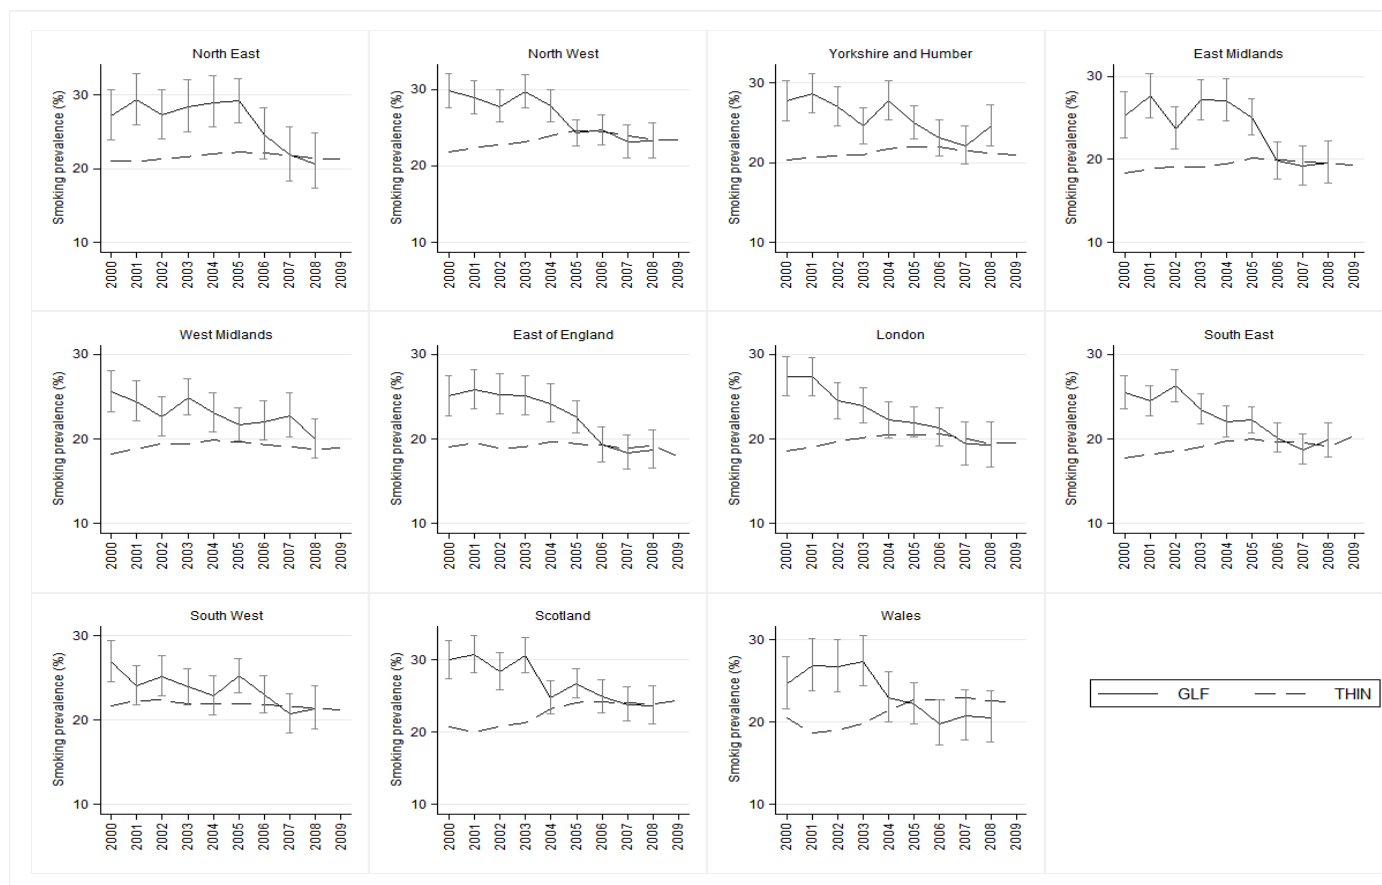 North East
Smoking prevalence (%)
30
20
10
2000 2001 2002 2003 2004 2005 2006 2007 2008 2009
North West
Smoking prevalence (%)
30
20
10
2000 2001 2002 2003 2004 2005 2006 2007 2008 2009
Yorkshire and Humber
Smoking prevalence (%)
30
20
10
2000 2001 2002 2003 2004 2005 2006 2007 2008 2009
East Midlands
Smoking prevalence (%)
30
20
10
2000 2001 2002 2003 2004 2005 2006 2007 2008 2009
West Midlands
Smoking prevalence (%)
30
20
10
2000 2001 2002 2003 2004 2005 2006 2007 2008 2009
East of England
Smoking prevalence (%)
30
20
10
2000 2001 2002 2003 2004 2005 2006 2007 2008 2009
London
Smoking prevalence (%)
30
20
10
2000 2001 2002 2003 2004 2005 2006 2007 2008 2009
South East
Smoking prevalence (%)
30
20
10
2000 2001 2002 2003 2004 2005 2006 2007 2008 2009
South West
Smoking prevalence (%)
30
20
10
2000 2001 2002 2003 2004 2005 2006 2007 2008 2009
Scotland
Smoking prevalence (%)
30
20
10
2000 2001 2002 2003 2004 2005 2006 2007 2008 2009
Wales
Smokig prevalence (%)
30
20
10
2000 2001 2002 2003 2004 2005 2006 2007 2008 2009
GLF THIN